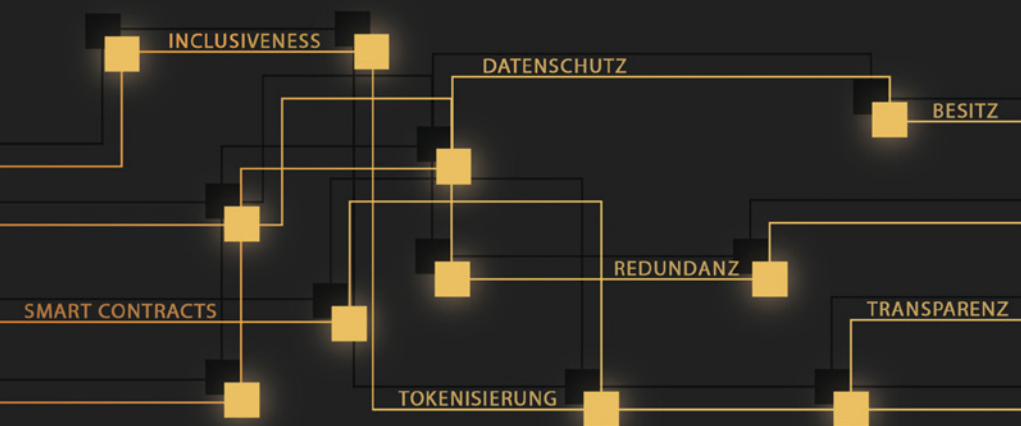 INCLUSIVENESS
DATENSCHUTZ
BESITZ
REDUNDANZ
SMART CONTRACTS
TRANSPARENZ
TOKENISIERUNG